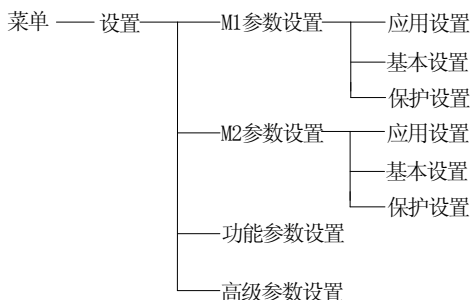 菜单 设置 M1参数设置 应用设置
基本设置
保护设置
M2参数设置 应用设置
基本设置
保护设置
功能参数设置
高级参数设置